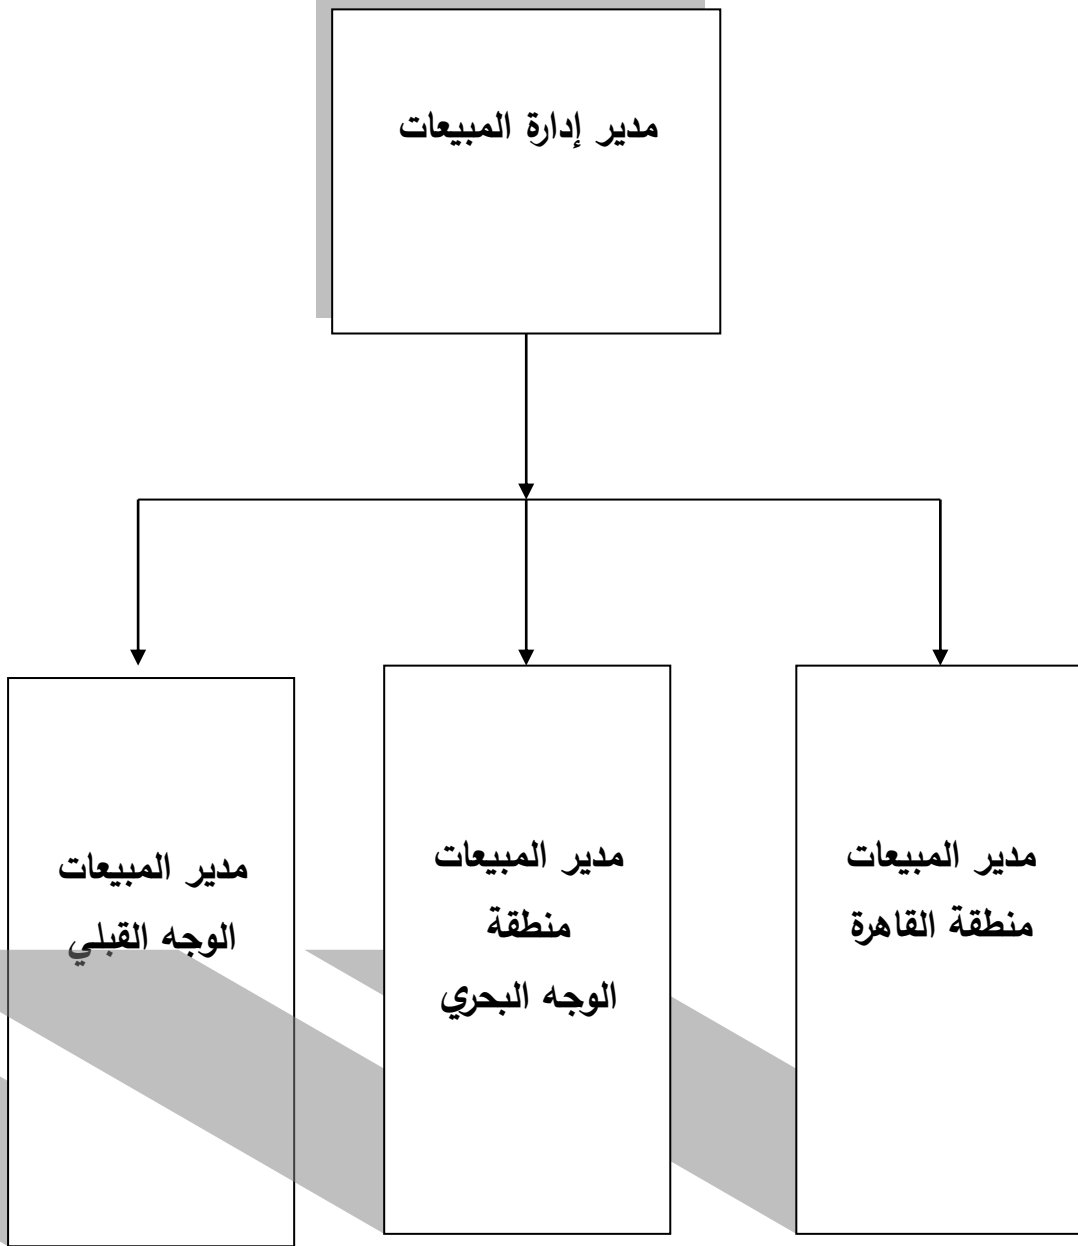 مدير إدارة المبيعات
مدير المبيعات
منطقة القاهرة
مدير المبيعات
منطقة
الوجه البحري
مدير المبيعات
الوجه القبلي